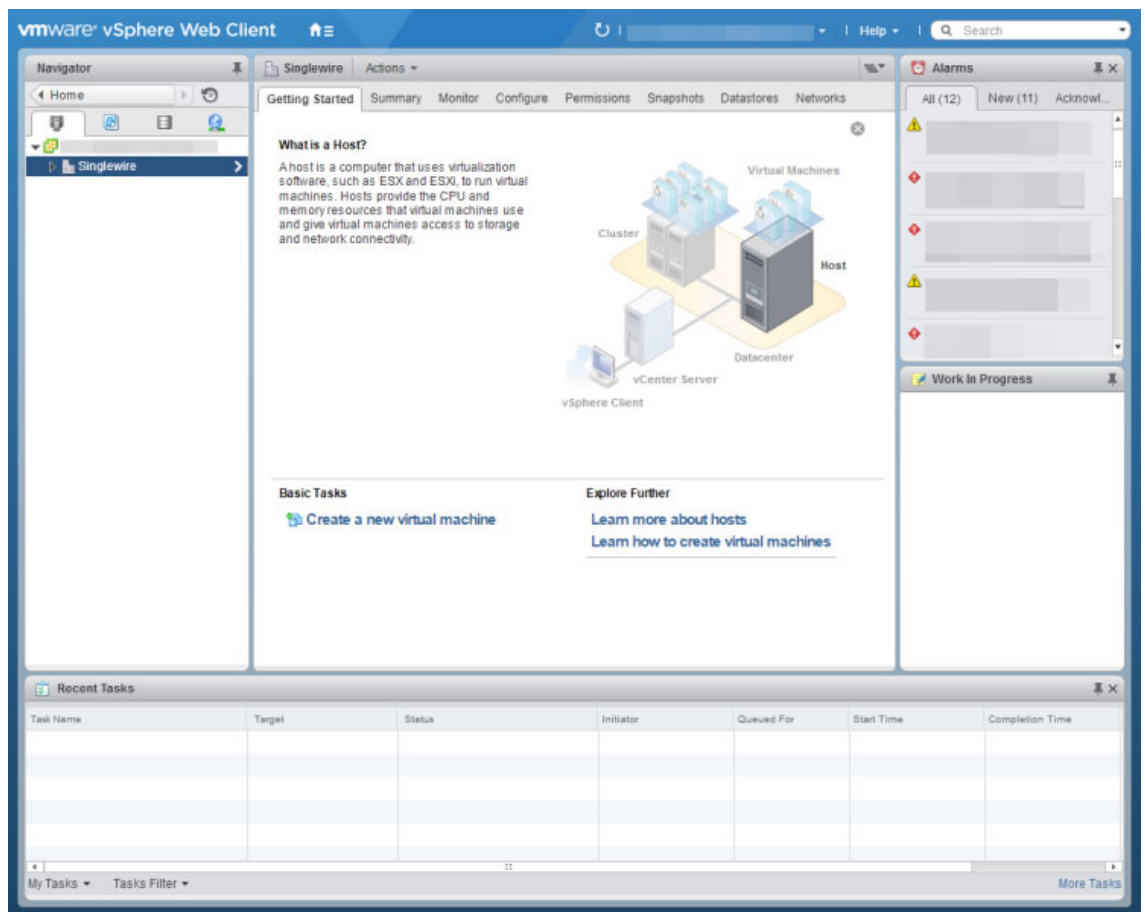 vmware® vSphere Web Client
Help
Search
Navigator
Home
Singlewire
Singlewire Actions
Getting Started Summary Monitor Configure Permissions Snapshots Datastores Networks
What is a Host?
A host is a computer that uses virtualization
software, such as ESX and ESXi, to run virtual
machines. Hosts provide the CPU and
memory resources that virtual machines use
and give virtual machines access to storage
and network connectivity.
Virtual Machines
Cluster
Host
Datacenter
vCenter Server
vSphere Client
Basic Tasks
Create a new virtual machine
Explore Further
Learn more about hosts
Learn how to create virtual machines
Alarms
All (12) New (11) Acknowl...
Work In Progress
Recent Tasks
Task Name Target Status Initiator Queued For Start Time Completion Time
My Tasks Tasks Filter More Tasks